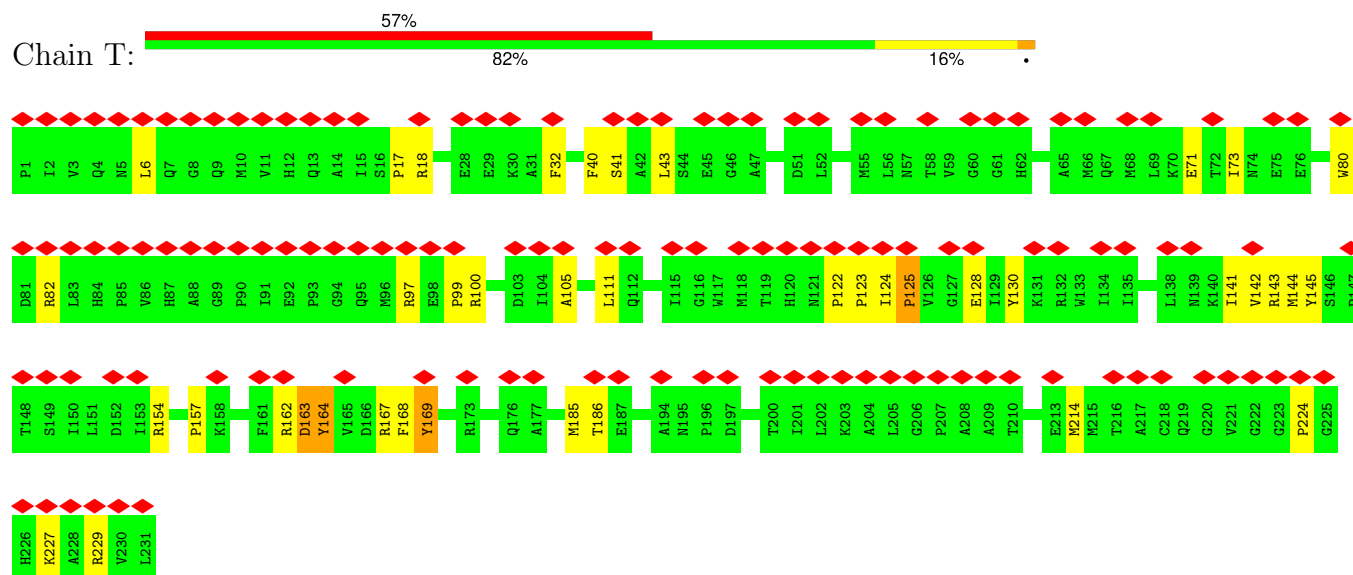 57%
Chain T:
82% 16% •
P1 I2 V3 Q4 N5 L6 Q7 G8 Q9 M10 V11 H12 Q13 A14 I15 S16 P17 R18 E28 E29 K30 A31 F32 F40 S41 A42 L43 S44 E45 G46 A47 D51 L52 M55 L56 N57 T58 V59 G60 G61 H62 A65 M66 Q67 M68 L69 K70 E71 T72 I73 N74 E75 E76 W80
D81 R82 L83 H84 P85 V86 H87 A88 G89 P90 I91 E92 P93 G94 Q95 M96 R97 E98 P99 R100 D103 I104 A105 L111 Q112 I115 G116 W117 M118 T119 H120 N121 P122 P123 I124 P125 V126 G127 E128 I129 Y130 K131 R132 W133 I134 I135 L138 N139 K140 I141 V142 R143 M144 Y145 S146
T148 S149 I150 L151 D152 I153 R154 P157 K158 F161 R162 D163 Y164 V165 D166 R167 F168 Y169 R173 Q176 A177 M185 T186 E187 A194 N195 P196 D197 T200 I201 L202 K203 A204 L205 G206 P207 A208 A209 T210 E213 M214 M215 T216 A217 C218 Q219 G220 V221 G222 G223 P224 G225
H226 K227 A228 R229 V230 L231